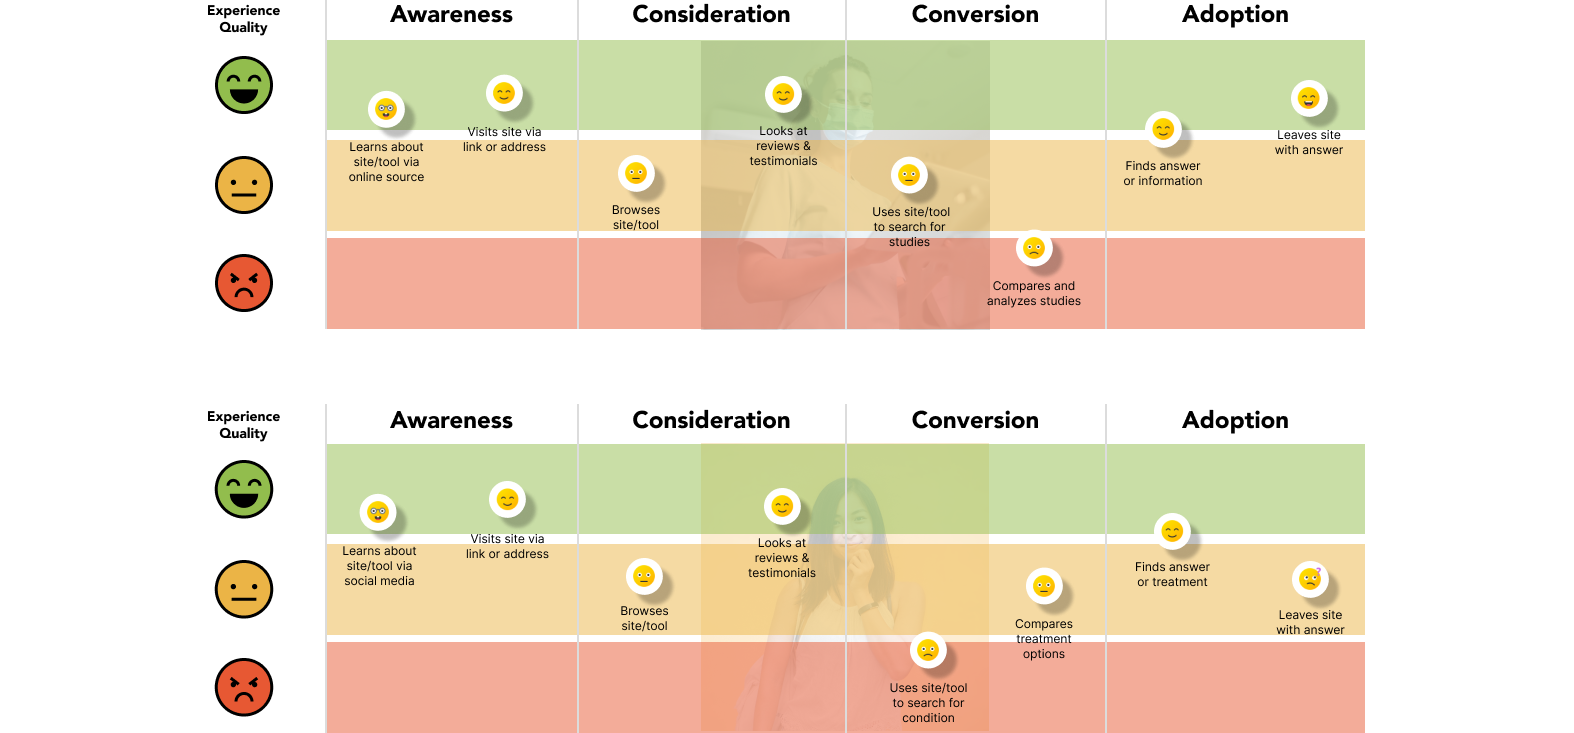 Experience
Quality
Awareness
Consideration
Conversion
Adoption
Learns about
site/tool via
online source
Visits site via
link or address
Browses
site/tool
Looks at
reviews &
testimonials
Uses site/tool
to search for
studies
Compares and
analyzes studies
Finds answer
or information
Leaves site
with answer
Experience
Quality
Awareness
Consideration
Conversion
Adoption
Learns about
site/tool via
social media
Visits site via
link or address
Browses
site/tool
Looks at
reviews &
testimonials
Uses site/tool
to search for
condition
Compares
treatment
options
Finds answer
or treatment
?
Leaves site
with answer